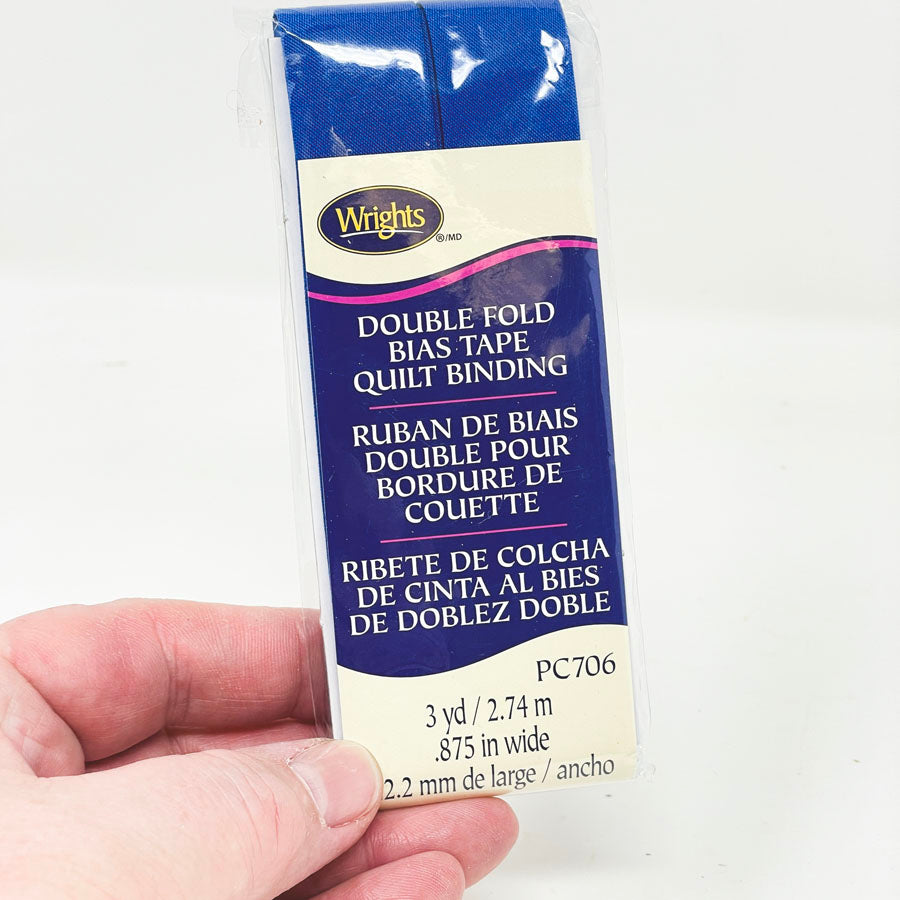 Wrights
®/MD
DOUBLE FOLD
BIAS TAPE
QUILT BINDING
RUBAN DE BIAIS
DOUBLE POUR
BORDURE DE
COUETTE
RIBETE DE COLCHA
DE CINTA AL BIES
DE DOBLEZ DOBLE
PC706
3 yd / 2.74 m
.875 in wide
2.2 mm de large / ancho